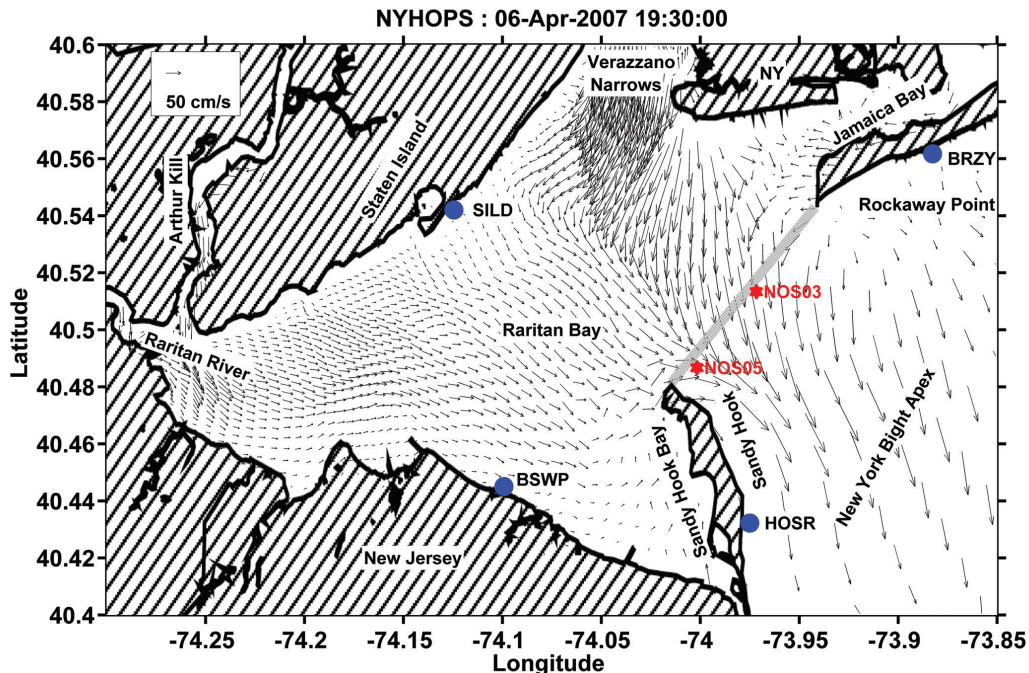 NYHOPS : 06-Apr-2007 19:30:00
40.6
40.58
40.56
40.54
40.52
40.5
40.48
40.46
40.44
40.42
40.4
Latitude
50 cm/s
Verazzano
Narrows
NY
Jamaica Bay
BRZY
Rockaway Point
Staten Island
Arthur Kill
SILD
NOS03
Raritan Bay
Raritan River
NOS05
New York Bight Apex
Sandy Hook
Sandy Hook Bay
BSWP
HOSR
New Jersey
-74.25
-74.2
-74.15
-74.1
-74.05
-74
-73.95
-73.9
-73.85
Longitude